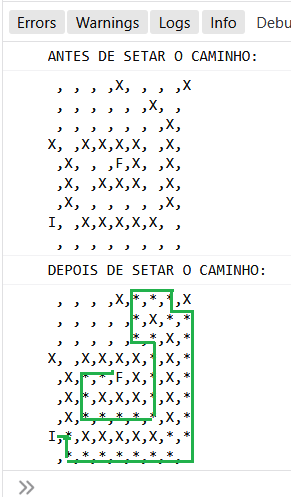 Errors Warnings Logs Info Debu
ANTES DE SETAR O CAMINHO:
 , , , ,X, , , ,X
 , , , , , ,X, ,
 , , , , , , ,X,
X, ,X,X,X,X, ,X,
 ,X, , ,F,X, ,X,
 ,X, ,X,X,X, ,X,
 ,X, , , , , ,X,
I, ,X,X,X,X,X, ,
 , , , , , , , ,
DEPOIS DE SETAR O CAMINHO:
 , , , ,X,*,*,*,X
 , , , , ,*,X,*,*
 , , , , ,*,*,X,*
X, ,X,X,X,X,*,X,*
 ,X,*,*,F,X,*,X,*
 ,X,*,X,X,X,*,X,*
 ,X,*,*,*,*,*,X,*
I,*,X,X,X,X,X,*,*
 ,*,*,*,*,*,*,*,